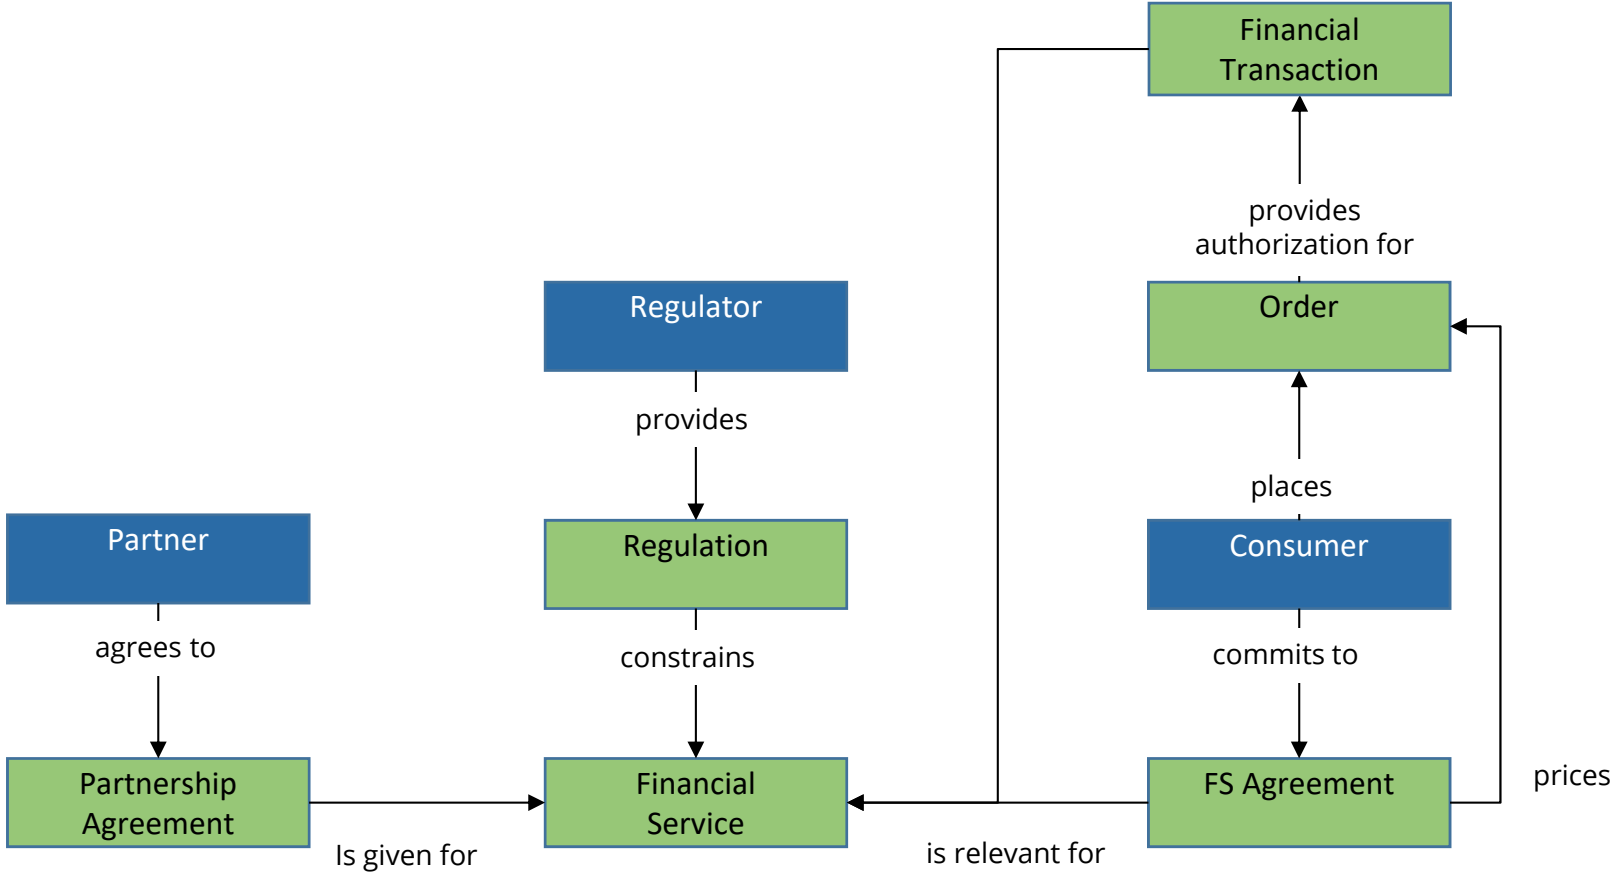 Financial
Transaction
provides
authorization for
Regulator
Order
provides
places
Partner
Regulation
Consumer
agrees to
constrains
commits to
Partnership
Agreement
Financial
Service
FS Agreement
prices
Is given for
is relevant for